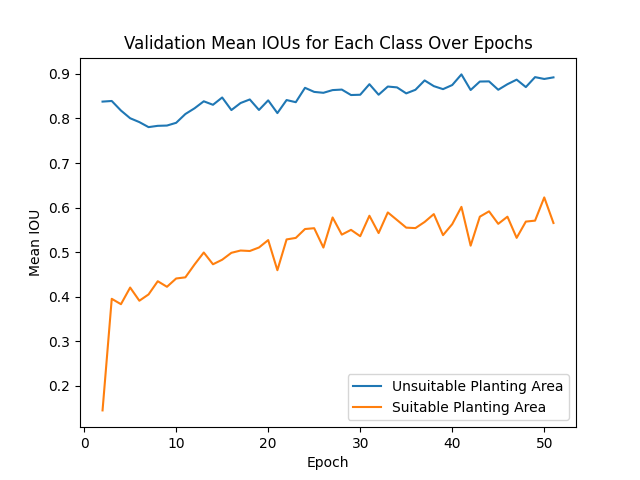 Validation Mean IOUs for Each Class Over Epochs
Mean IOU
0.9
0.8
0.7
0.6
0.5
0.4
0.3
0.2
Unsuitable Planting Area
Suitable Planting Area
0 10 20 30 40 50
Epoch